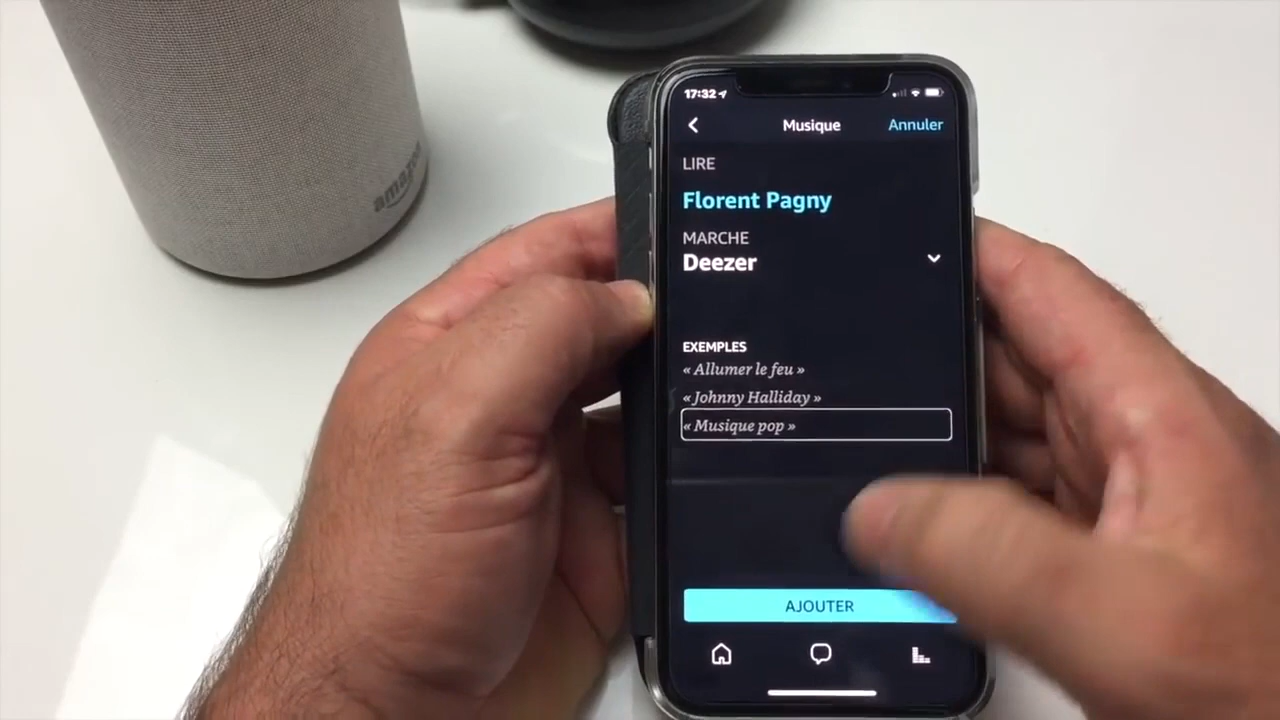 amazon
17:32
Musique
Annuler
LIRE
Florent Pagny
MARCHE
Deezer
EXEMPLES
« Allumer le feu »
« Johnny Halliday »
« Musique pop »
AJOUTER